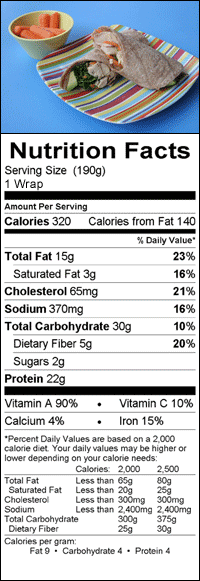 Nutrition Facts
Serving Size (190g)
1 Wrap
Amount Per Serving
Calories 320 Calories from Fat 140
% Daily Value*
Total Fat 15g 23%
Saturated Fat 3g 16%
Cholesterol 65mg 21%
Sodium 370mg 16%
Total Carbohydrate 30g 10%
Dietary Fiber 5g 20%
Sugars 2g
Protein 22g
Vitamin A 90% • Vitamin C 10%
Calcium 4% • Iron 15%
*Percent Daily Values are based on a 2,000
calorie diet. Your daily values may be higher or
lower depending on your calorie needs:
Calories: 2,000 2,500
Total Fat Less than 65g 80g
Saturated Fat Less than 20g 25g
Cholesterol Less than 300mg 300mg
Sodium Less than 2,400mg 2,400mg
Total Carbohydrate 300g 375g
Dietary Fiber 25g 30g
Calories per gram:
Fat 9 • Carbohydrate 4 • Protein 4